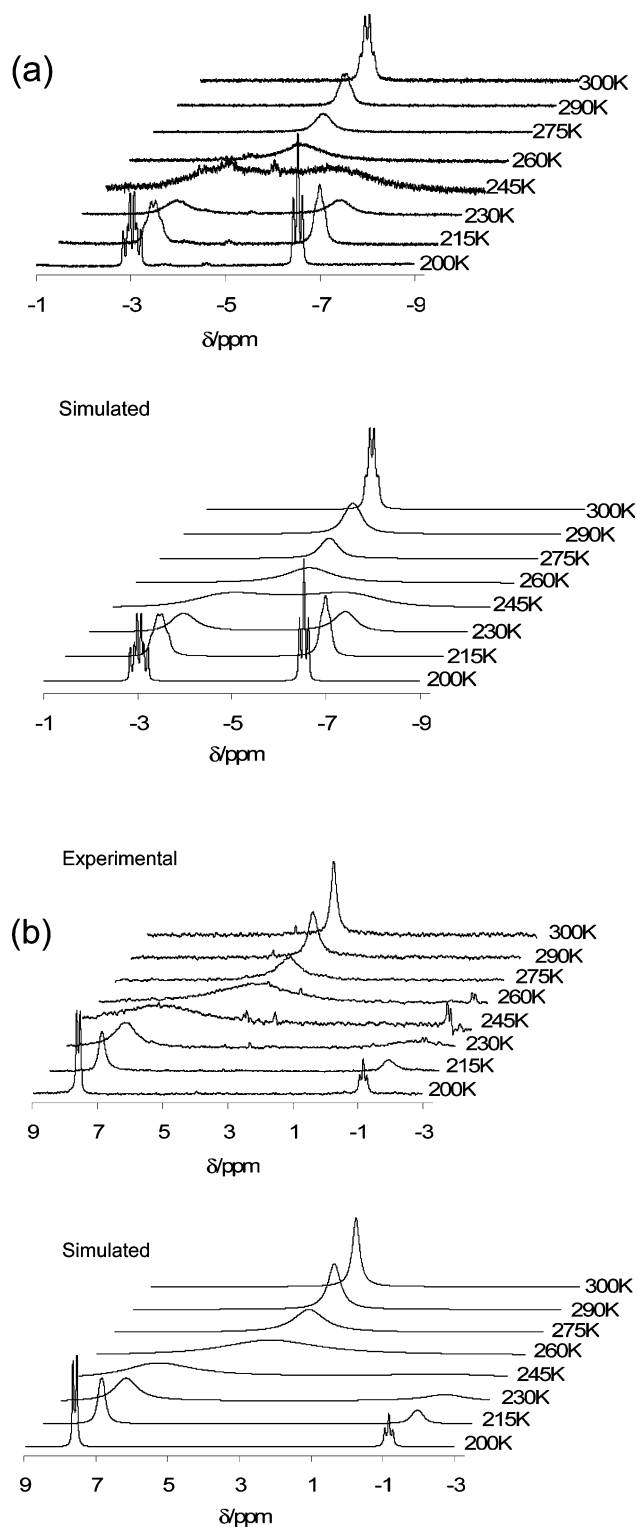 (a)
300K
290K
275K
260K
245K
230K
215K
200K
-1 -3 -5 -7 -9
δ/ppm
Simulated
300K
290K
275K
260K
245K
230K
215K
200K
-1 -3 -5 -7 -9
δ/ppm
Experimental
(b)
300K
290K
275K
260K
245K
230K
215K
200K
9 7 5 3 1 -1 -3
δ/ppm
Simulated
300K
290K
275K
260K
245K
230K
215K
200K
9 7 5 3 1 -1 -3
δ/ppm